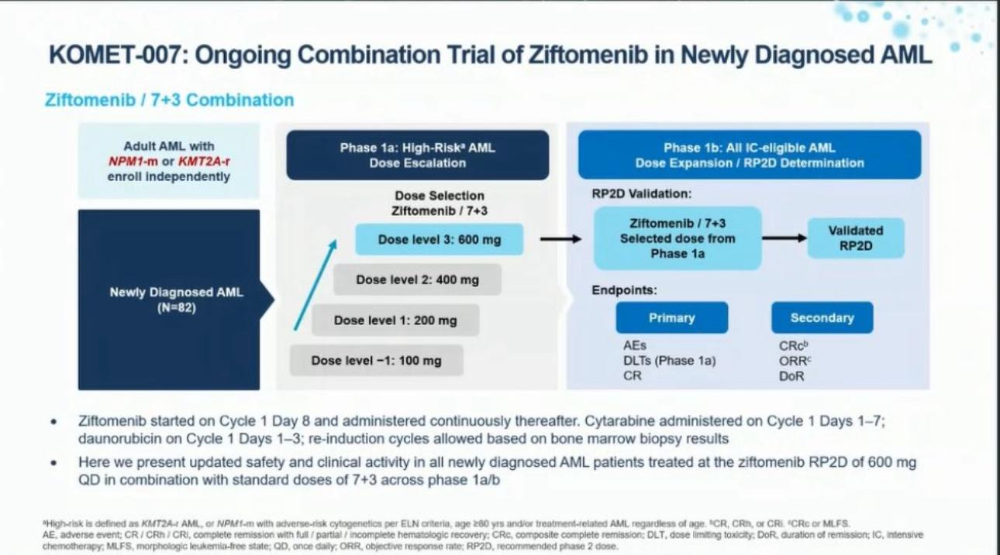 KOMET-007: Ongoing Combination Trial of Ziftomenib in Newly Diagnosed AML
Ziftomenib / 7+3 Combination
Adult AML with
NPM1-m or KMT2A-r
enroll independently
Newly Diagnosed AML
(N=82)
Phase 1a: High-Riskᵃ AML
Dose Escalation
Dose Selection
Ziftomenib / 7+3
Dose level 3: 600 mg
Dose level 2: 400 mg
Dose level 1: 200 mg
Dose level −1: 100 mg
Phase 1b: All IC-eligible AML
Dose Expansion / RP2D Determination
RP2D Validation:
Ziftomenib / 7+3
Selected dose from
Phase 1a
Validated
RP2D
Endpoints:
Primary
AEs
DLTs (Phase 1a)
CR
Secondary
CRcᵇ
ORRᶜ
DoR
• Ziftomenib started on Cycle 1 Day 8 and administered continuously thereafter. Cytarabine administered on Cycle 1 Days 1–7;
daunorubicin on Cycle 1 Days 1–3; re-induction cycles allowed based on bone marrow biopsy results
• Here we present updated safety and clinical activity in all newly diagnosed AML patients treated at the ziftomenib RP2D of 600 mg
QD in combination with standard doses of 7+3 across phase 1a/b
ᵃHigh-risk is defined as KMT2A-r AML, or NPM1-m with adverse-risk cytogenetics per ELN criteria, age ≥60 yrs and/or treatment-related AML regardless of age. ᵇCR, CRh, or CRi. ᶜCRc or MLFS.
AE, adverse event; CR / CRh / CRi, complete remission with full / partial / incomplete hematologic recovery; CRc, composite complete remission; DLT, dose limiting toxicity; DoR, duration of remission; IC, intensive
chemotherapy; MLFS, morphologic leukemia-free state; QD, once daily; ORR, objective response rate; RP2D, recommended phase 2 dose.